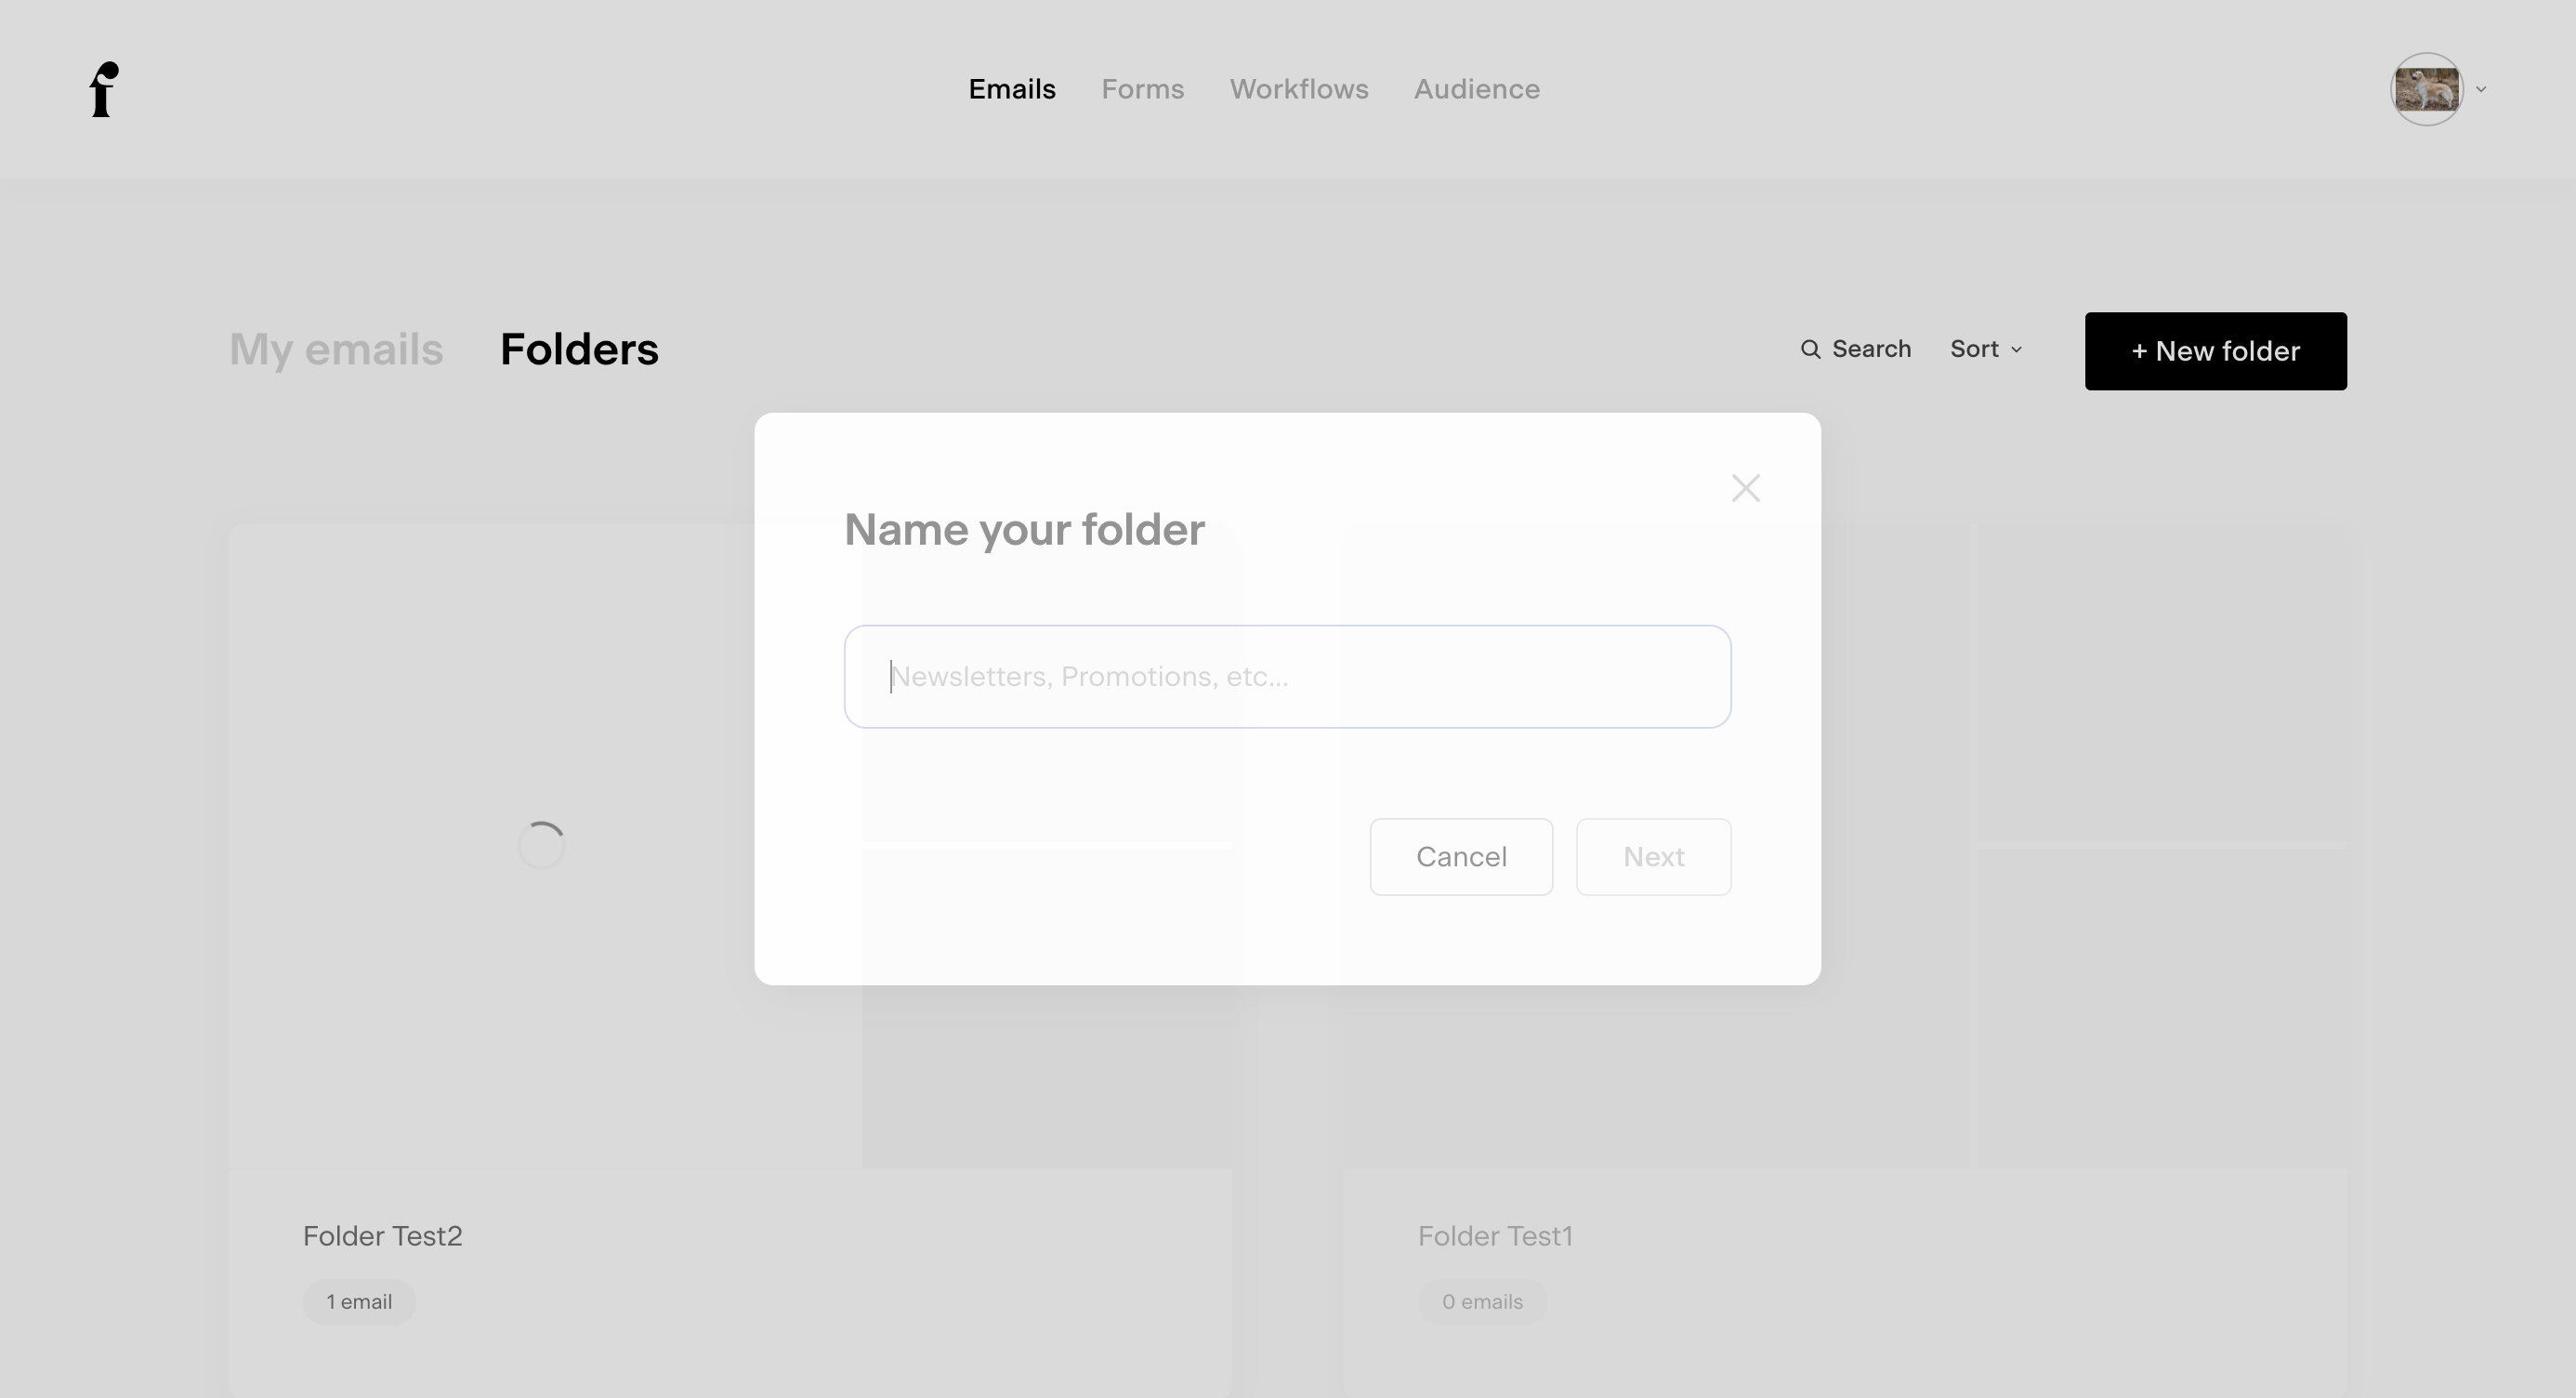 f
Emails Forms Workflows Audience
My emails Folders
Search Sort + New folder
Name your folder
Newsletters, Promotions, etc...
Cancel Next
Folder Test2
1 email
Folder Test1
0 emails